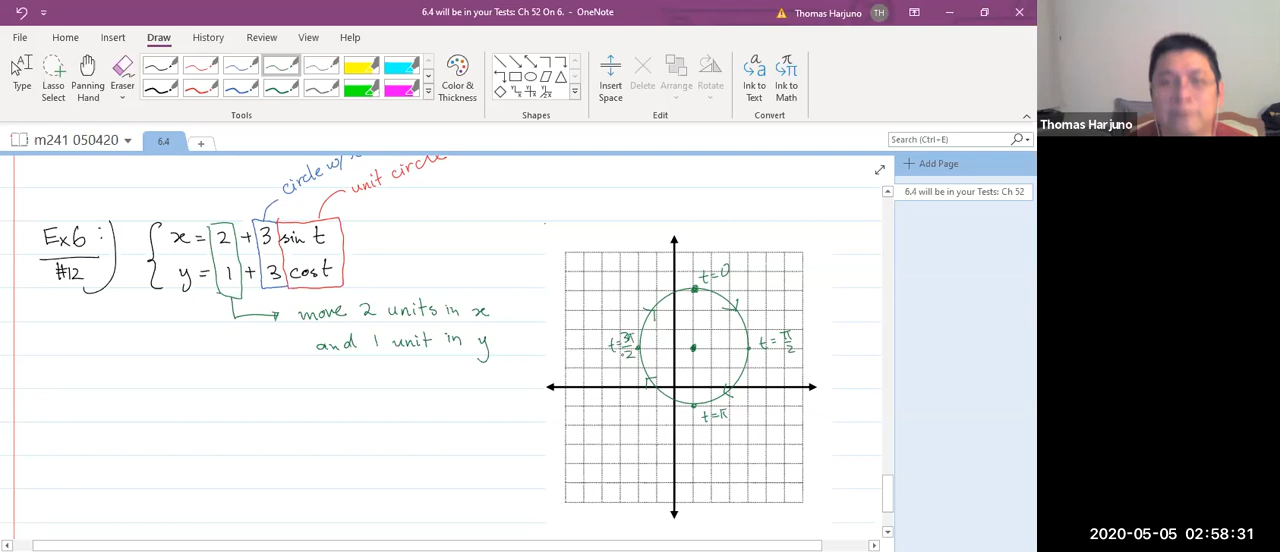 6.4 will be in your Tests: Ch 52 On 6. - OneNote
Thomas Harjuno
TH
File
Home
Insert
Draw
History
Review
View
Help
Type
Lasso Select
Panning Hand
Eraser
Color & Thickness
Insert Space
Delete
Arrange
Rotate
Ink to Text
Ink to Math
Tools
Shapes
Edit
Convert
Thomas Harjuno
m241 050420
6.4
Search (Ctrl+E)
Add Page
6.4 will be in your Tests: Ch 52
circle w/
unit circle
Ex6 :
#12
x = 2 + 3 sin t
y = 1 + 3 cos t
move 2 units in x
and 1 unit in y
t=0
t=3π/2
t=π/2
t=π
2020-05-05 02:58:31